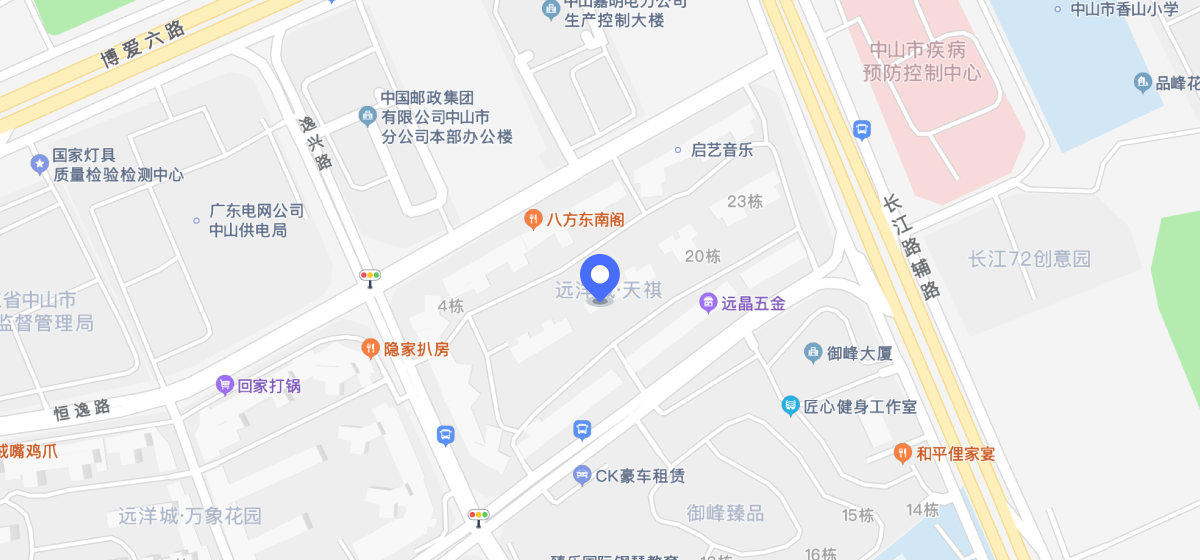 中山嘉明电力公司
生产控制大楼
中山市香山小学
博爱六路
中山市疾病
预防控制中心
品峰花
中国邮政集团
有限公司中山市
分公司本部办公楼
逸兴路
启艺音乐
国家灯具
质量检验检测中心
23栋
长江路辅路
广东电网公司
中山供电局
八方东南阁
20栋
长江72创意园
远洋城·天祺
省中山市
监督管理局
4栋
远晶五金
隐家扒房
御峰大厦
回家打锅
恒逸路
匠心健身工作室
嘴鸡爪
和平俚家宴
CK豪车租赁
远洋城·万象花园
御峰臻品
15栋
14栋
16栋